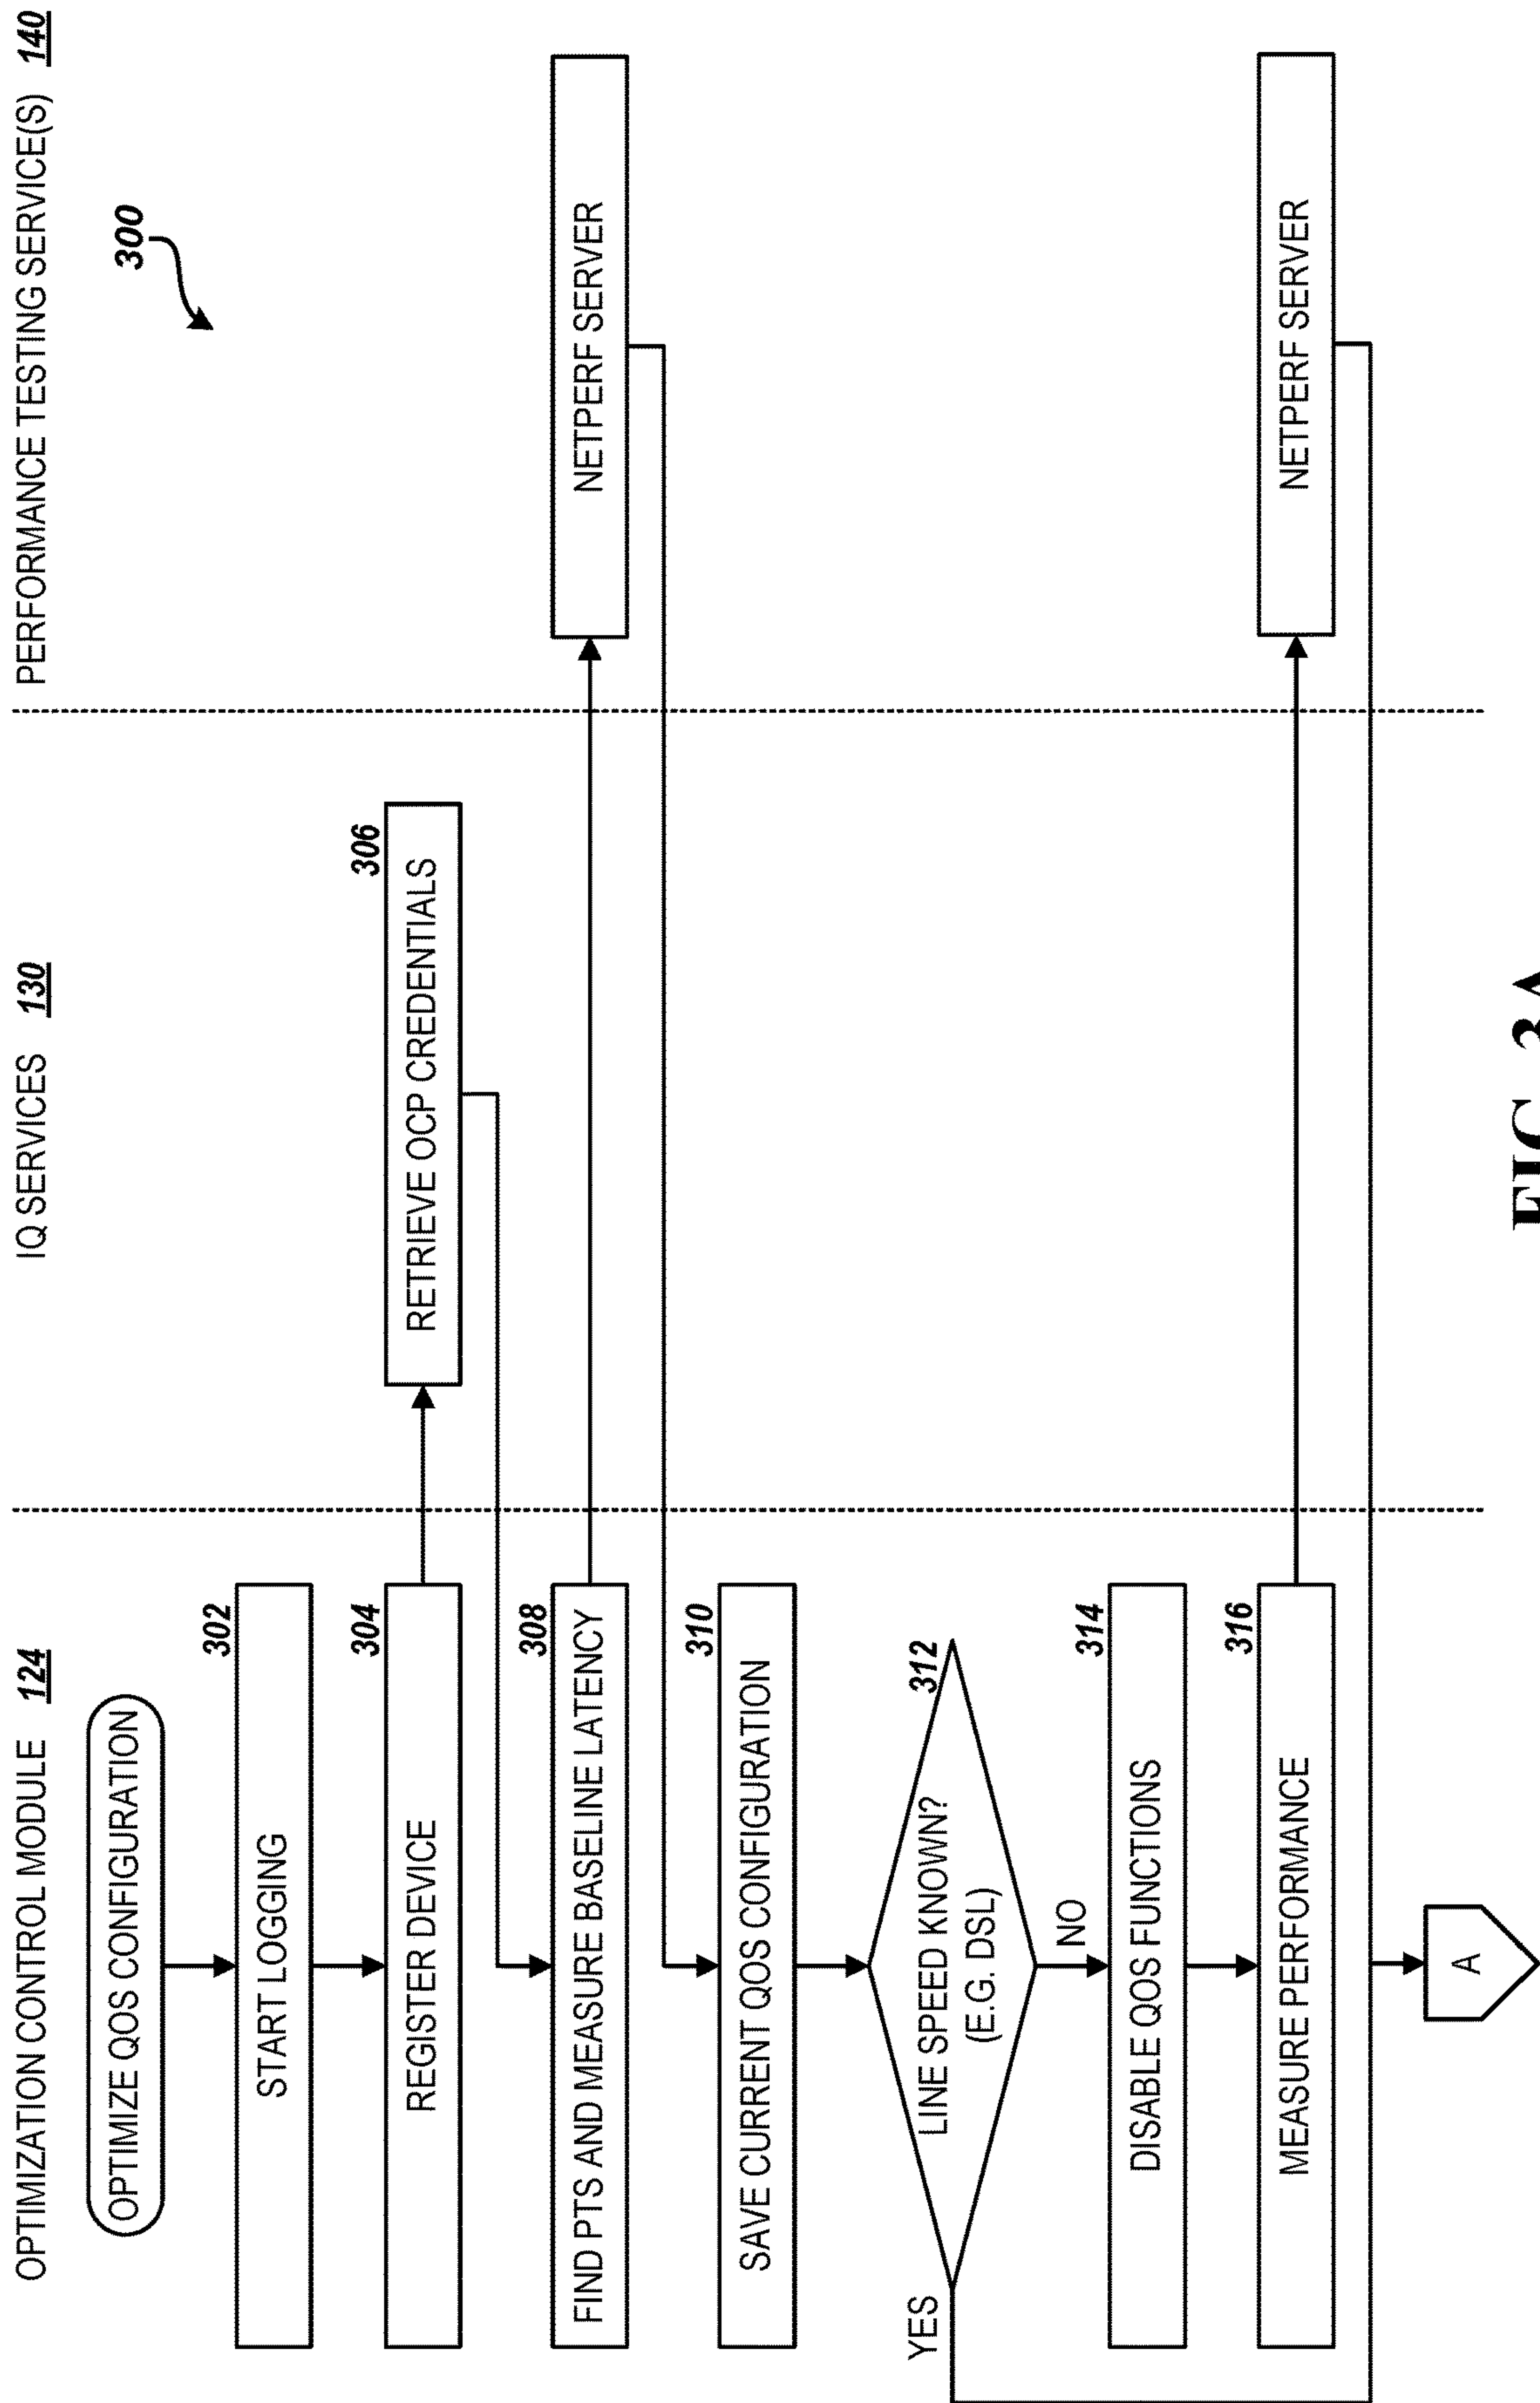 OPTIMIZATION CONTROL MODULE 124
IQ SERVICES 130
PERFORMANCE TESTING SERVICE(S) 140
300
OPTIMIZE QOS CONFIGURATION
302
START LOGGING
304
REGISTER DEVICE
306
RETRIEVE OCP CREDENTIALS
308
FIND PTS AND MEASURE BASELINE LATENCY
NETPERF SERVER
310
SAVE CURRENT QOS CONFIGURATION
312
LINE SPEED KNOWN?
(E.G. DSL)
YES
NO
314
DISABLE QOS FUNCTIONS
316
MEASURE PERFORMANCE
NETPERF SERVER
A
FIG. 3A